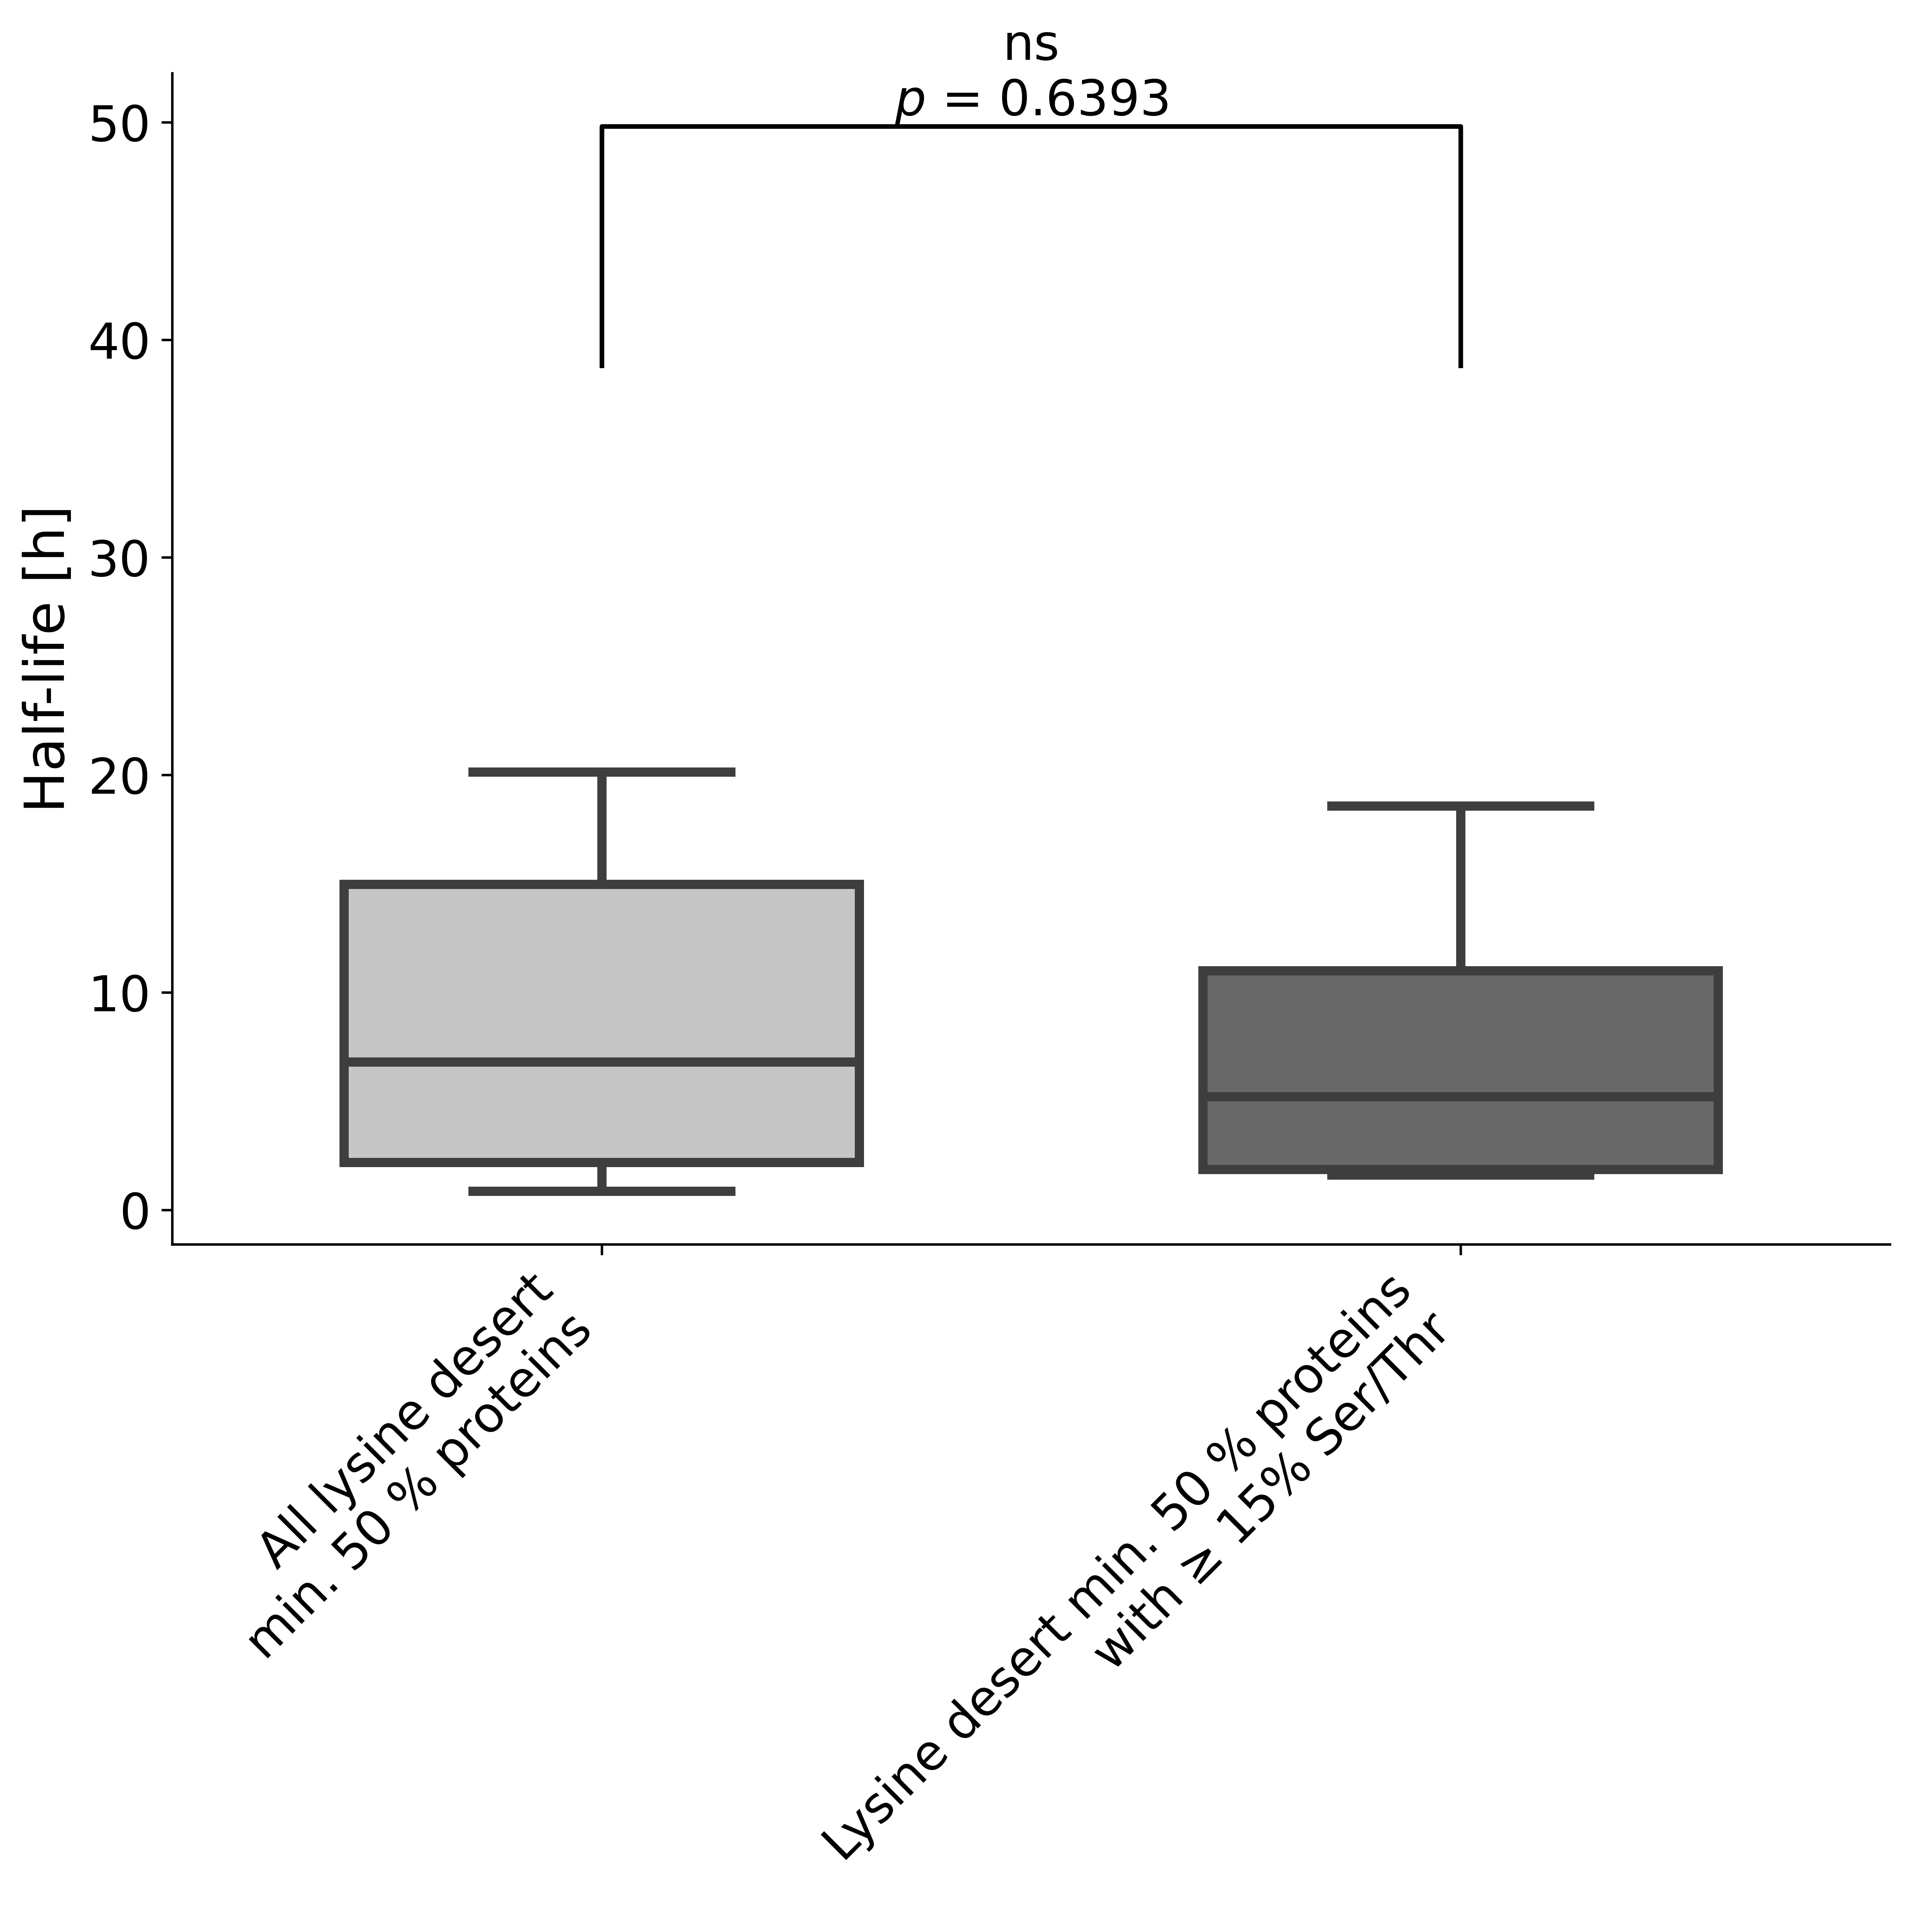 ns
p = 0.6393
50
40
30
20
10
0
Half-life [h]
All lysine desert
min. 50 % proteins
Lysine desert min. 50 % proteins
with ≥ 15% Ser/Thr